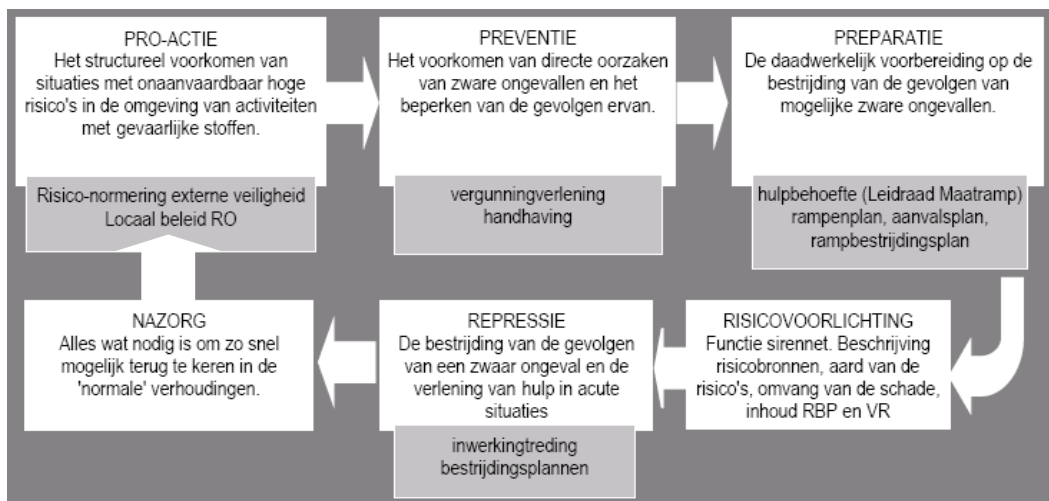 PRO-ACTIE
Het structureel voorkomen van
situaties met onaanvaardbaar hoge
risico's in de omgeving van activiteiten
met gevaarlijke stoffen.
Risico-normering externe veiligheid
Locaal beleid RO
PREVENTIE
Het voorkomen van directe oorzaken
van zware ongevallen en het
beperken van de gevolgen ervan.
vergunningverlening
handhaving
PREPARATIE
De daadwerkelijk voorbereiding op de
bestrijding van de gevolgen van
mogelijke zware ongevallen.
hulpbehoefte (Leidraad Maatramp)
rampenplan, aanvalsplan,
rampbestrijdingsplan
RISICOVOORLICHTING
Functie sirennet. Beschrijving
risicobronnen, aard van de
risico's, omvang van de schade,
inhoud RBP en VR
REPRESSIE
De bestrijding van de gevolgen
van een zwaar ongeval en de
verlening van hulp in acute
situaties
inwerkingtreding
bestrijdingsplannen
NAZORG
Alles wat nodig is om zo snel
mogelijk terug te keren in de
'normale' verhoudingen.